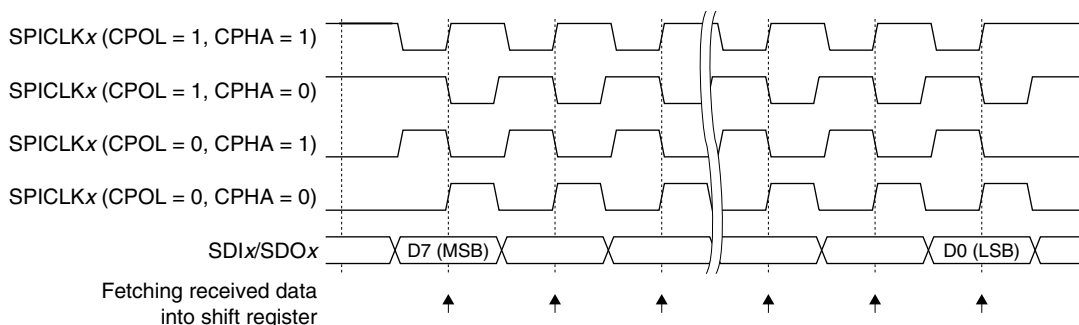 SPICLKx (CPOL = 1, CPHA = 1)
SPICLKx (CPOL = 1, CPHA = 0)
SPICLKx (CPOL = 0, CPHA = 1)
SPICLKx (CPOL = 0, CPHA = 0)
SDIx/SDOx D7 (MSB) D0 (LSB)
Fetching received data
into shift register